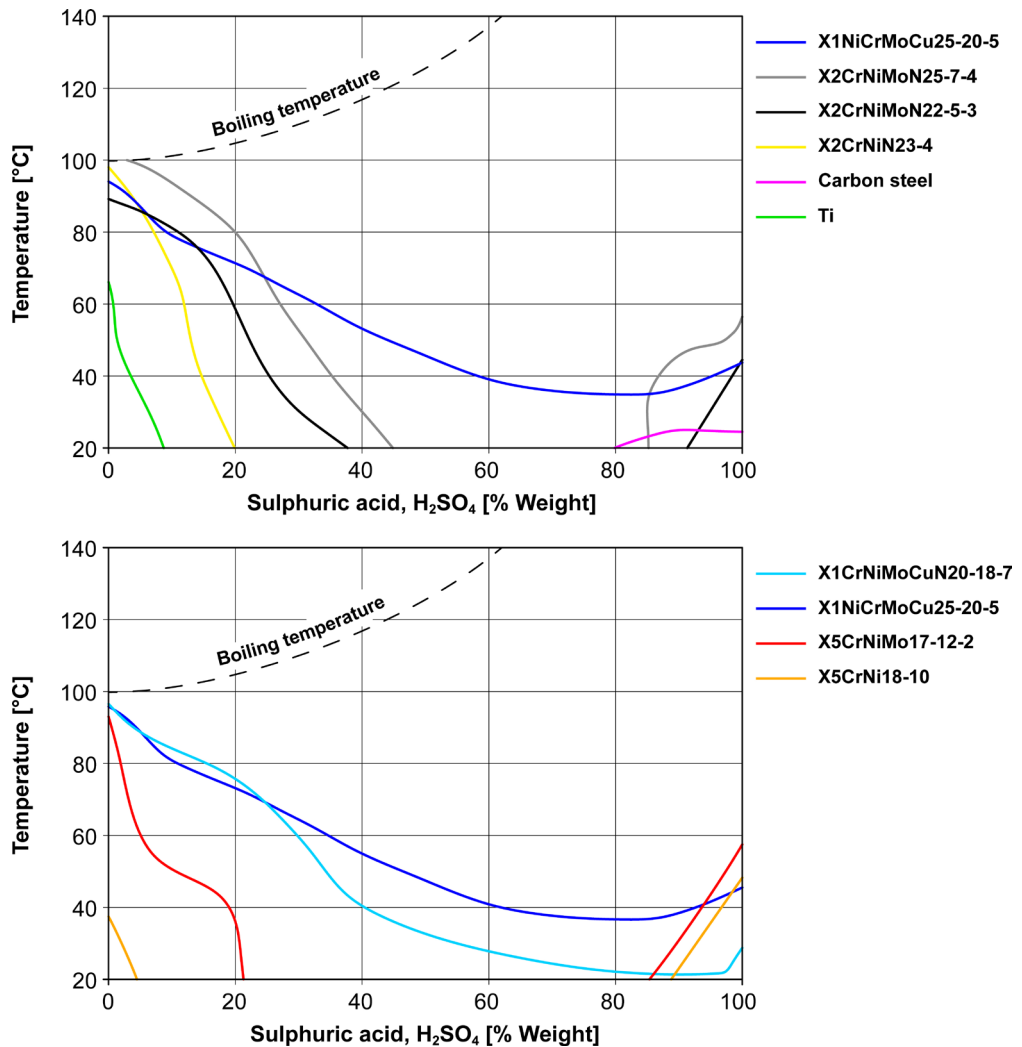 140
120
100
80
60
40
20
0
20
40
60
80
100
Temperature [°C]
Sulphuric acid, H₂SO₄ [% Weight]
Boiling temperature
X1NiCrMoCu25-20-5
X2CrNiMoN25-7-4
X2CrNiMoN22-5-3
X2CrNiN23-4
Carbon steel
Ti
140
120
100
80
60
40
20
0
20
40
60
80
100
Temperature [°C]
Sulphuric acid, H₂SO₄ [% Weight]
Boiling temperature
X1CrNiMoCuN20-18-7
X1NiCrMoCu25-20-5
X5CrNiMo17-12-2
X5CrNi18-10